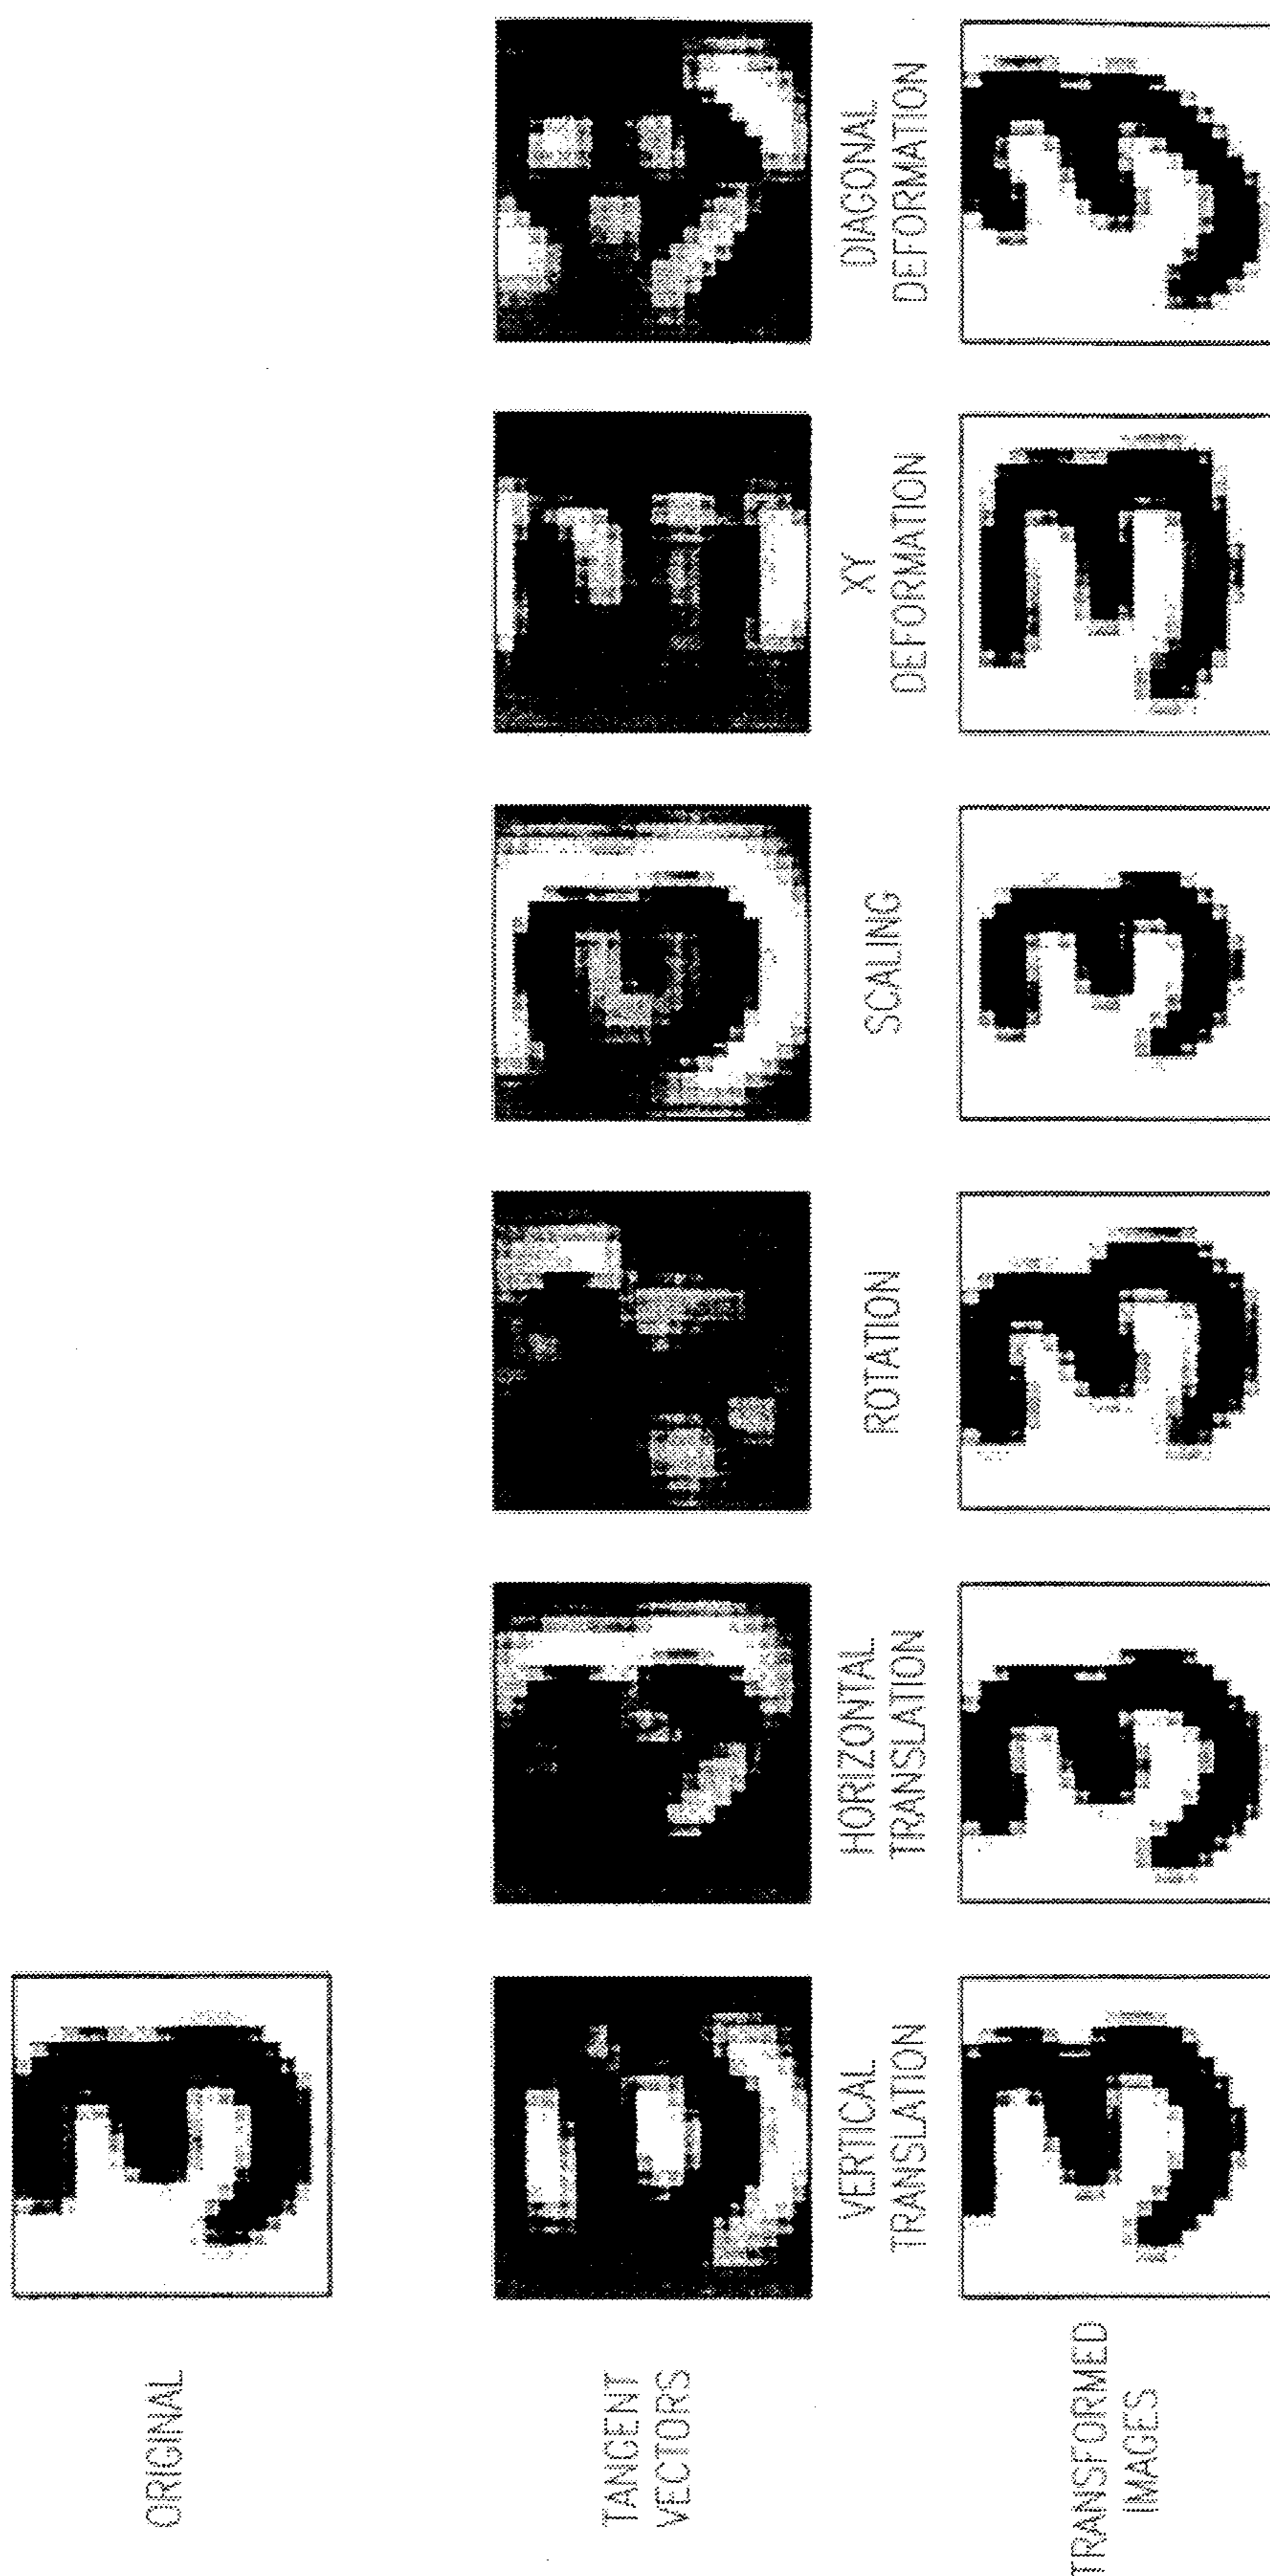 ORIGINAL
TANGENT
VECTORS
VERTICAL
TRANSLATION
HORIZONTAL
TRANSLATION
ROTATION
SCALING
XY
DEFORMATION
DIAGONAL
DEFORMATION
TRANSFORMED
IMAGES